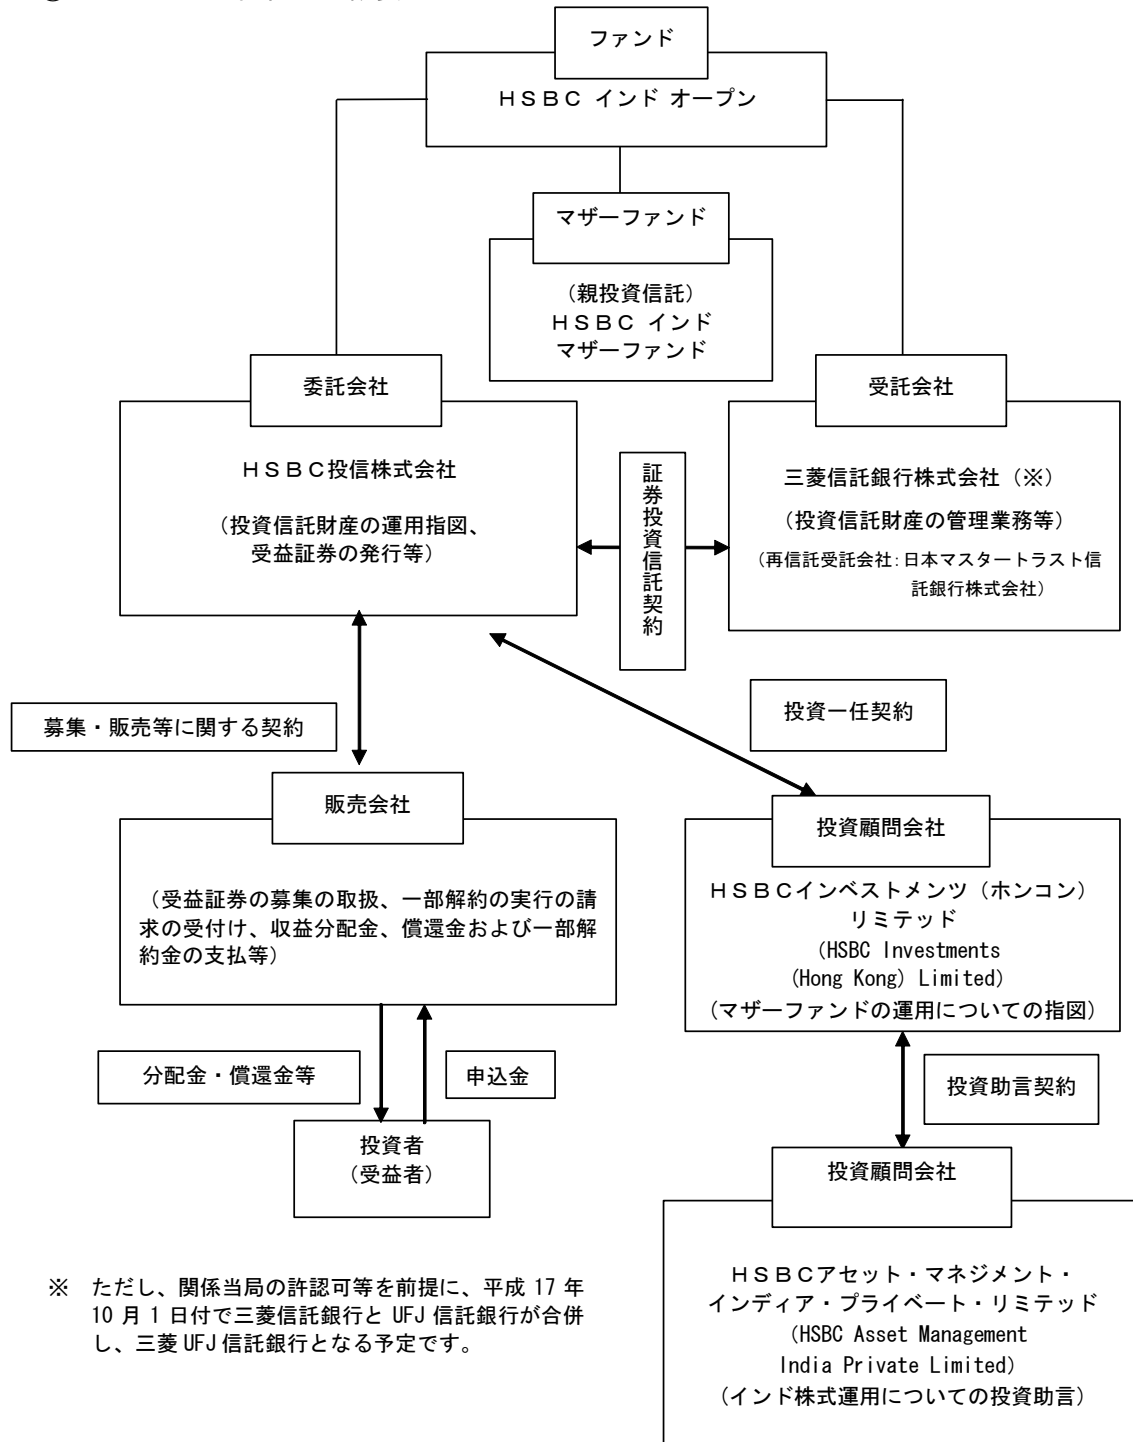 ファンド
ＨＳＢＣ インド オープン
マザーファンド
（親投資信託）
ＨＳＢＣ インド
マザーファンド
委託会社
ＨＳＢＣ投信株式会社
（投資信託財産の運用指図、
受益証券の発行等）
証券投資信託契約
受託会社
三菱信託銀行株式会社（※）
（投資信託財産の管理業務等）
（再信託受託会社：日本マスタートラスト信
託銀行株式会社）
募集・販売等に関する契約
投資一任契約
販売会社
（受益証券の募集の取扱、一部解約の実行の請
求の受付け、収益分配金、償還金および一部解
約金の支払等）
投資顧問会社
ＨＳＢＣインベストメンツ（ホンコン）
リミテッド
(HSBC Investments
(Hong Kong) Limited)
（マザーファンドの運用についての指図）
分配金・償還金等
申込金
投資助言契約
投資者
（受益者）
投資顧問会社
ＨＳＢＣアセット・マネジメント・
インディア・プライベート・リミテッド
(HSBC Asset Management
India Private Limited)
（インド株式運用についての投資助言）
※ ただし、関係当局の許認可等を前提に、平成 17 年
10 月 1 日付で三菱信託銀行と UFJ 信託銀行が合併
し、三菱 UFJ 信託銀行となる予定です。